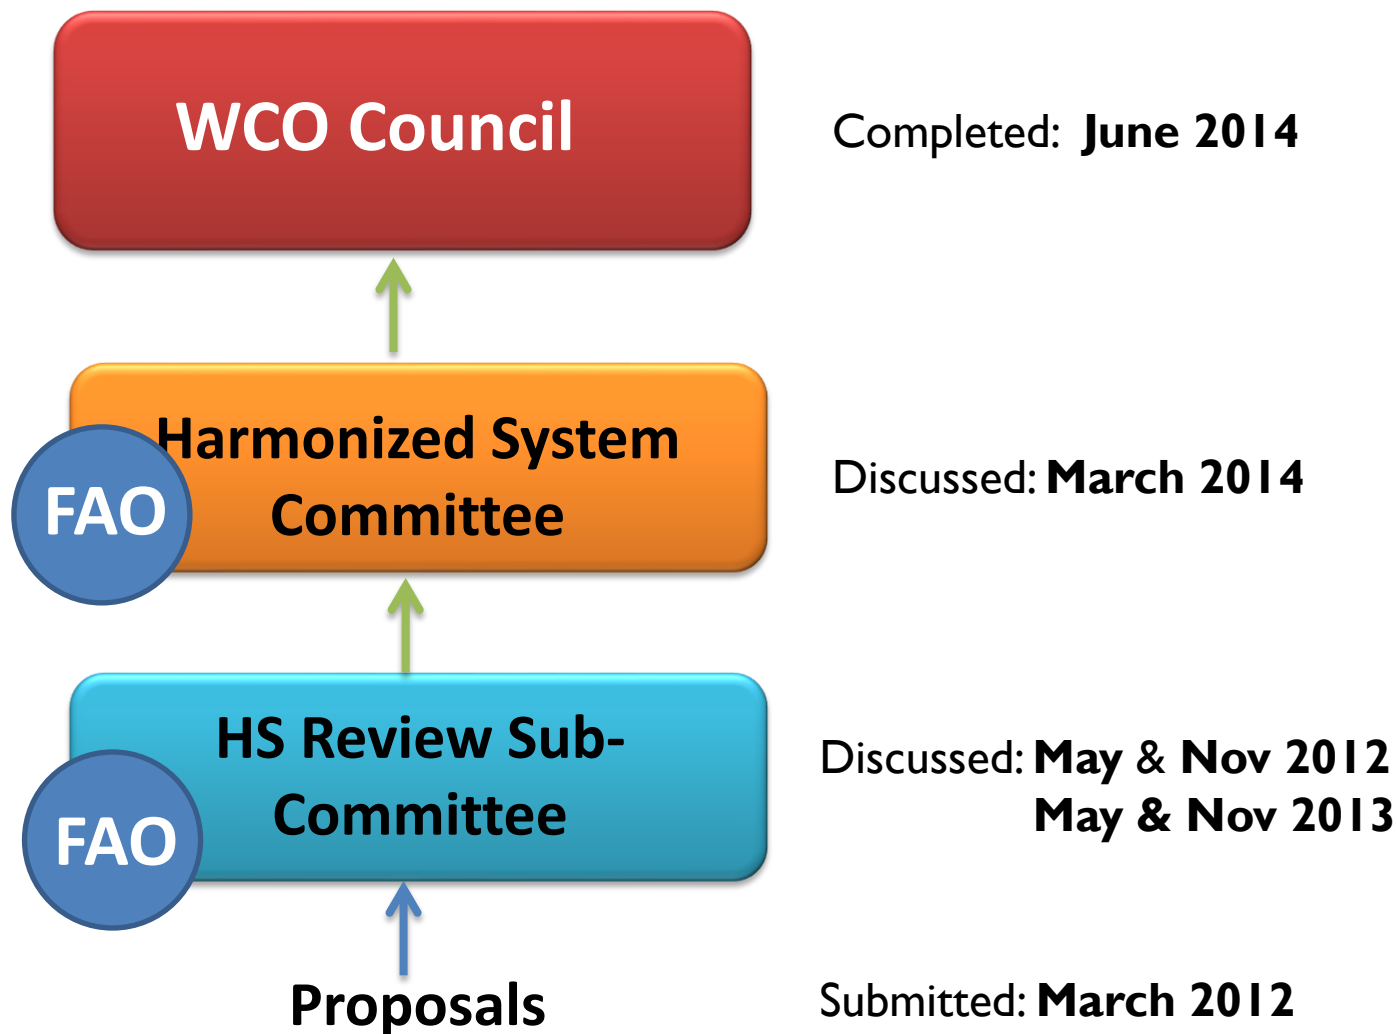 WCO Council
Completed: June 2014
Harmonized System
Committee
FAO
Discussed: March 2014
HS Review Sub-
Committee
FAO
Discussed: May & Nov 2012
May & Nov 2013
Proposals
Submitted: March 2012